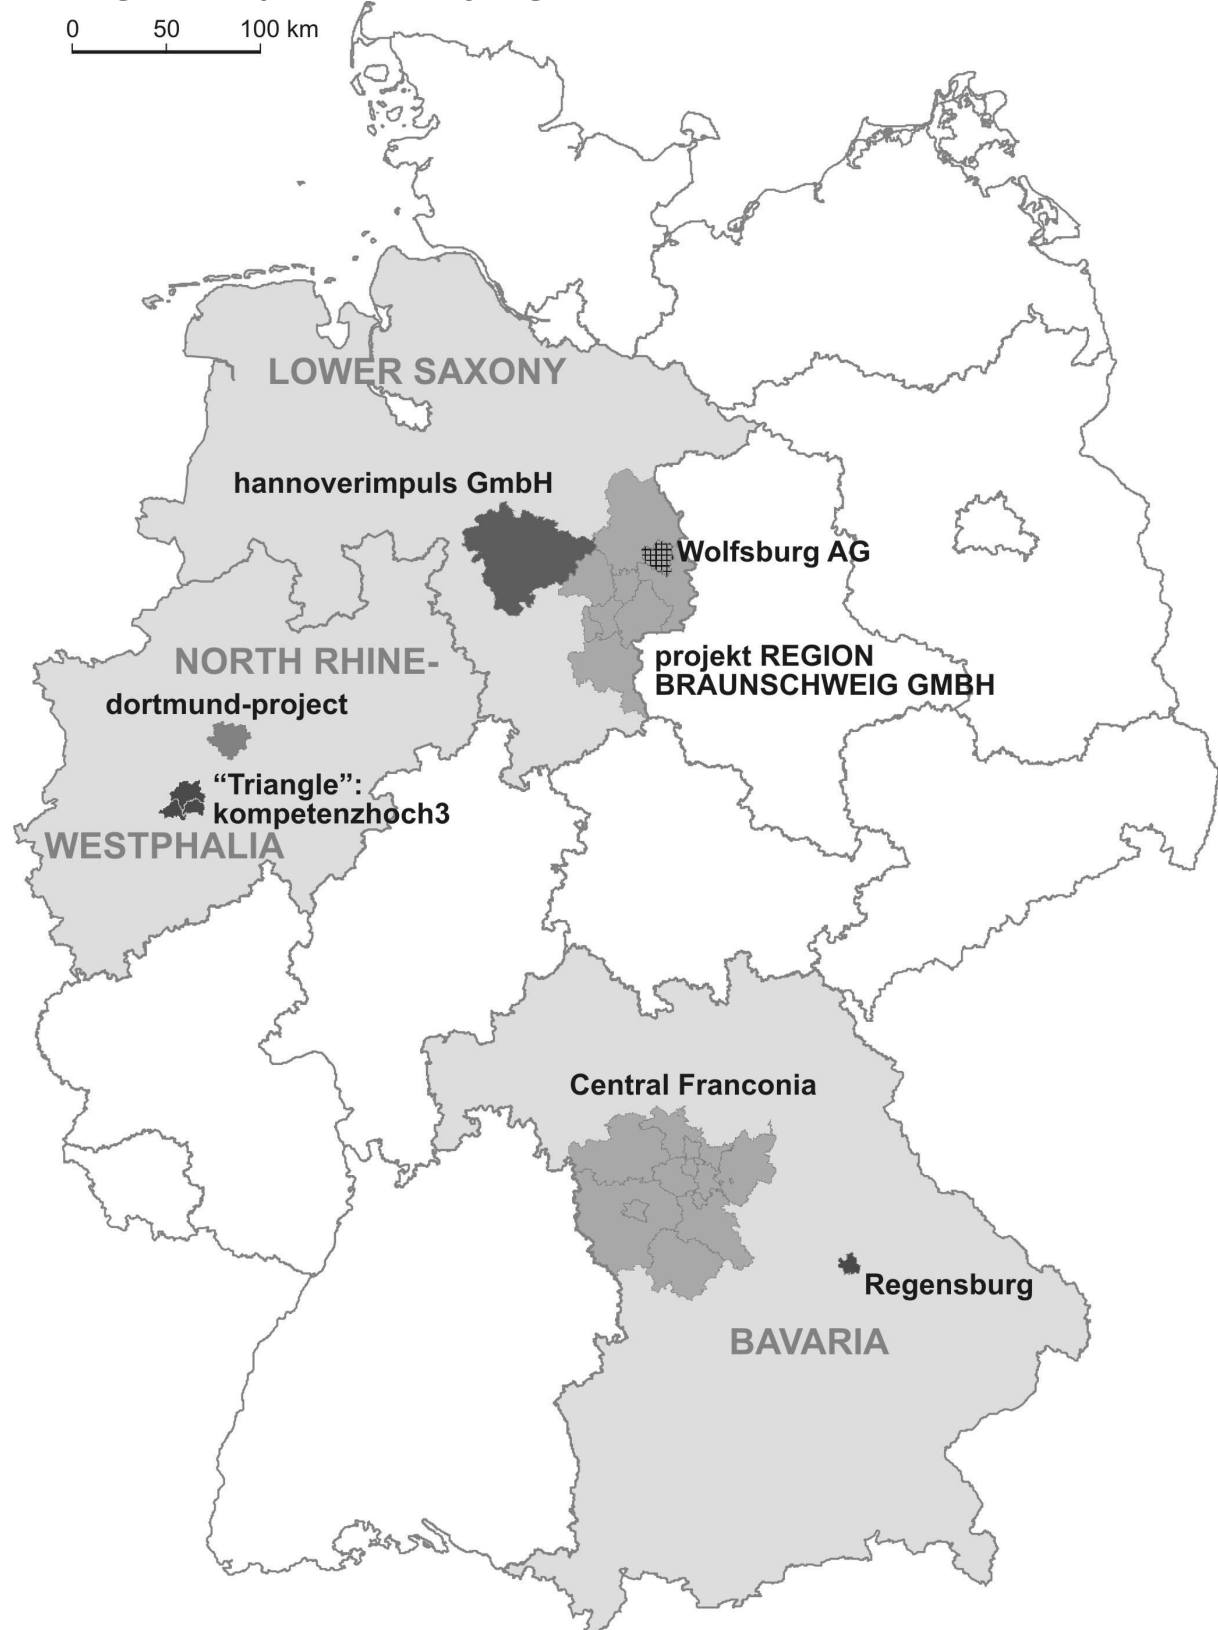 0 50 100 km
LOWER SAXONY
hannoverimpuls GmbH
Wolfsburg AG
projekt REGION
BRAUNSCHWEIG GMBH
NORTH RHINE-
dortmund-project
“Triangle”:
kompetenzhoch3
WESTPHALIA
Central Franconia
Regensburg
BAVARIA